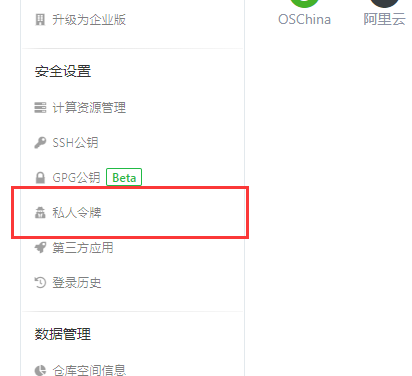 升级为企业版
OSChina
阿里云
安全设置
计算资源管理
SSH公钥
GPG公钥 Beta
私人令牌
第三方应用
登录历史
数据管理
仓库空间信息